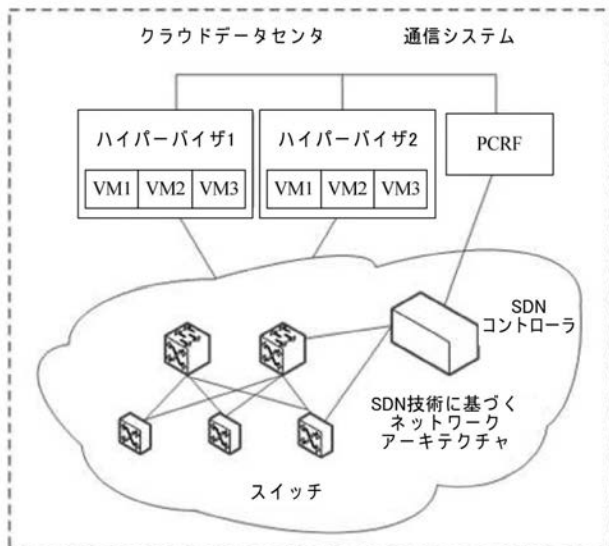 クラウドデータセンタ 通信システム
ハイパーバイザ1 ハイパーバイザ2 PCRF
VM1 VM2 VM3 VM1 VM2 VM3
SDN
コントローラ
SDN技術に基づく
ネットワーク
アーキテクチャ
スイッチ